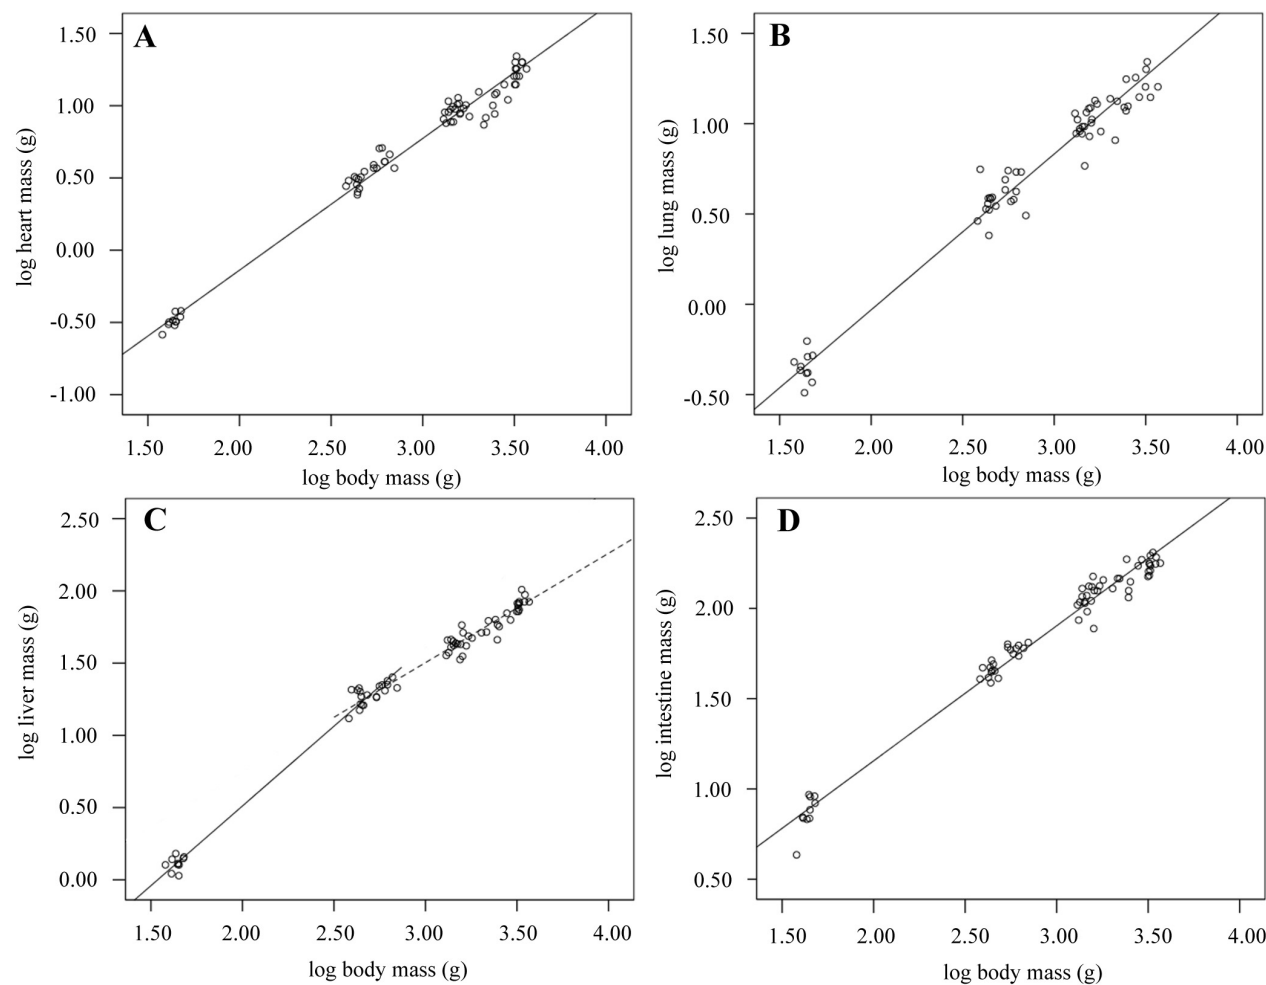 A
1.50
1.00
0.50
0.00
-0.50
-1.00
log heart mass (g)
1.50 2.00 2.50 3.00 3.50 4.00
log body mass (g)
B
1.50
1.00
0.50
0.00
-0.50
log lung mass (g)
1.50 2.00 2.50 3.00 3.50 4.00
log body mass (g)
C
2.50
2.00
1.50
1.00
0.50
0.00
log liver mass (g)
1.50 2.00 2.50 3.00 3.50 4.00
log body mass (g)
D
2.50
2.00
1.50
1.00
0.50
log intestine mass (g)
1.50 2.00 2.50 3.00 3.50 4.00
log body mass (g)